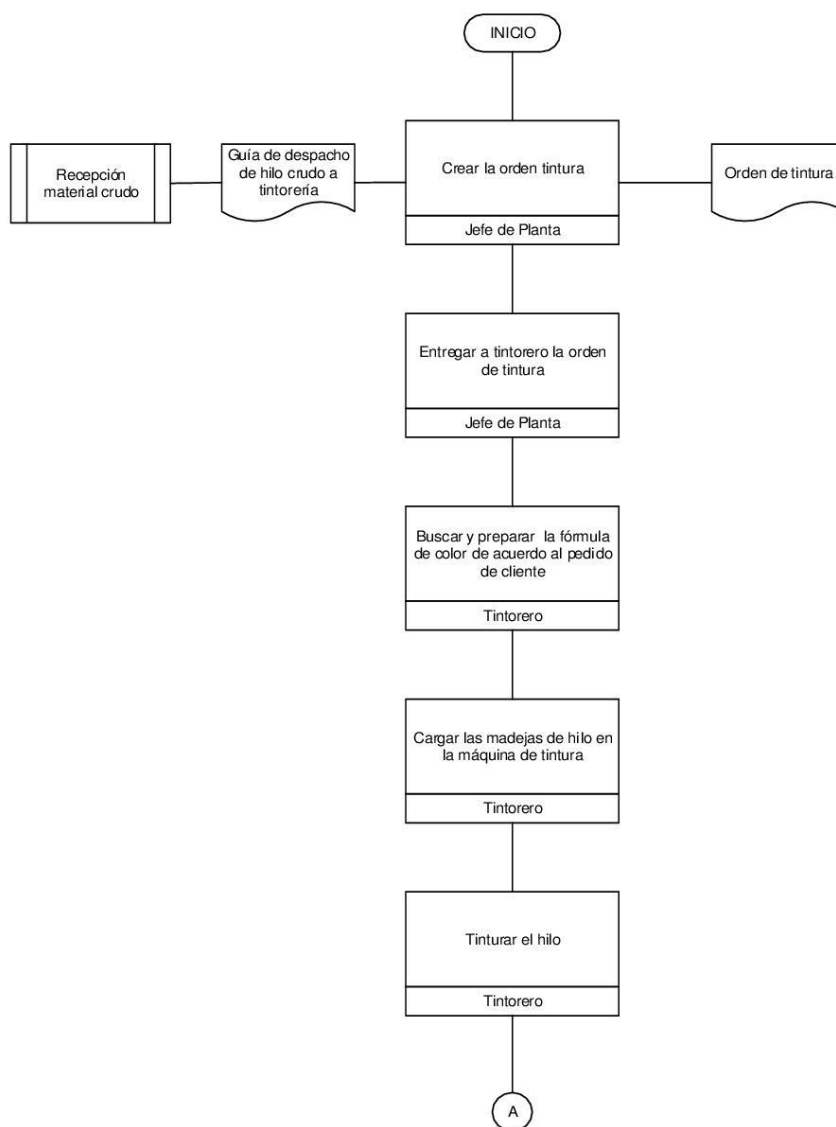 INICIO
Recepción
material crudo
Guía de despacho
de hilo crudo a
tintorería
Crear la orden tintura
Jefe de Planta
Orden de tintura
Entregar a tintorero la orden
de tintura
Jefe de Planta
Buscar y preparar la fórmula
de color de acuerdo al pedido
de cliente
Tintorero
Cargar las madejas de hilo en
la máquina de tintura
Tintorero
Tinturar el hilo
Tintorero
A